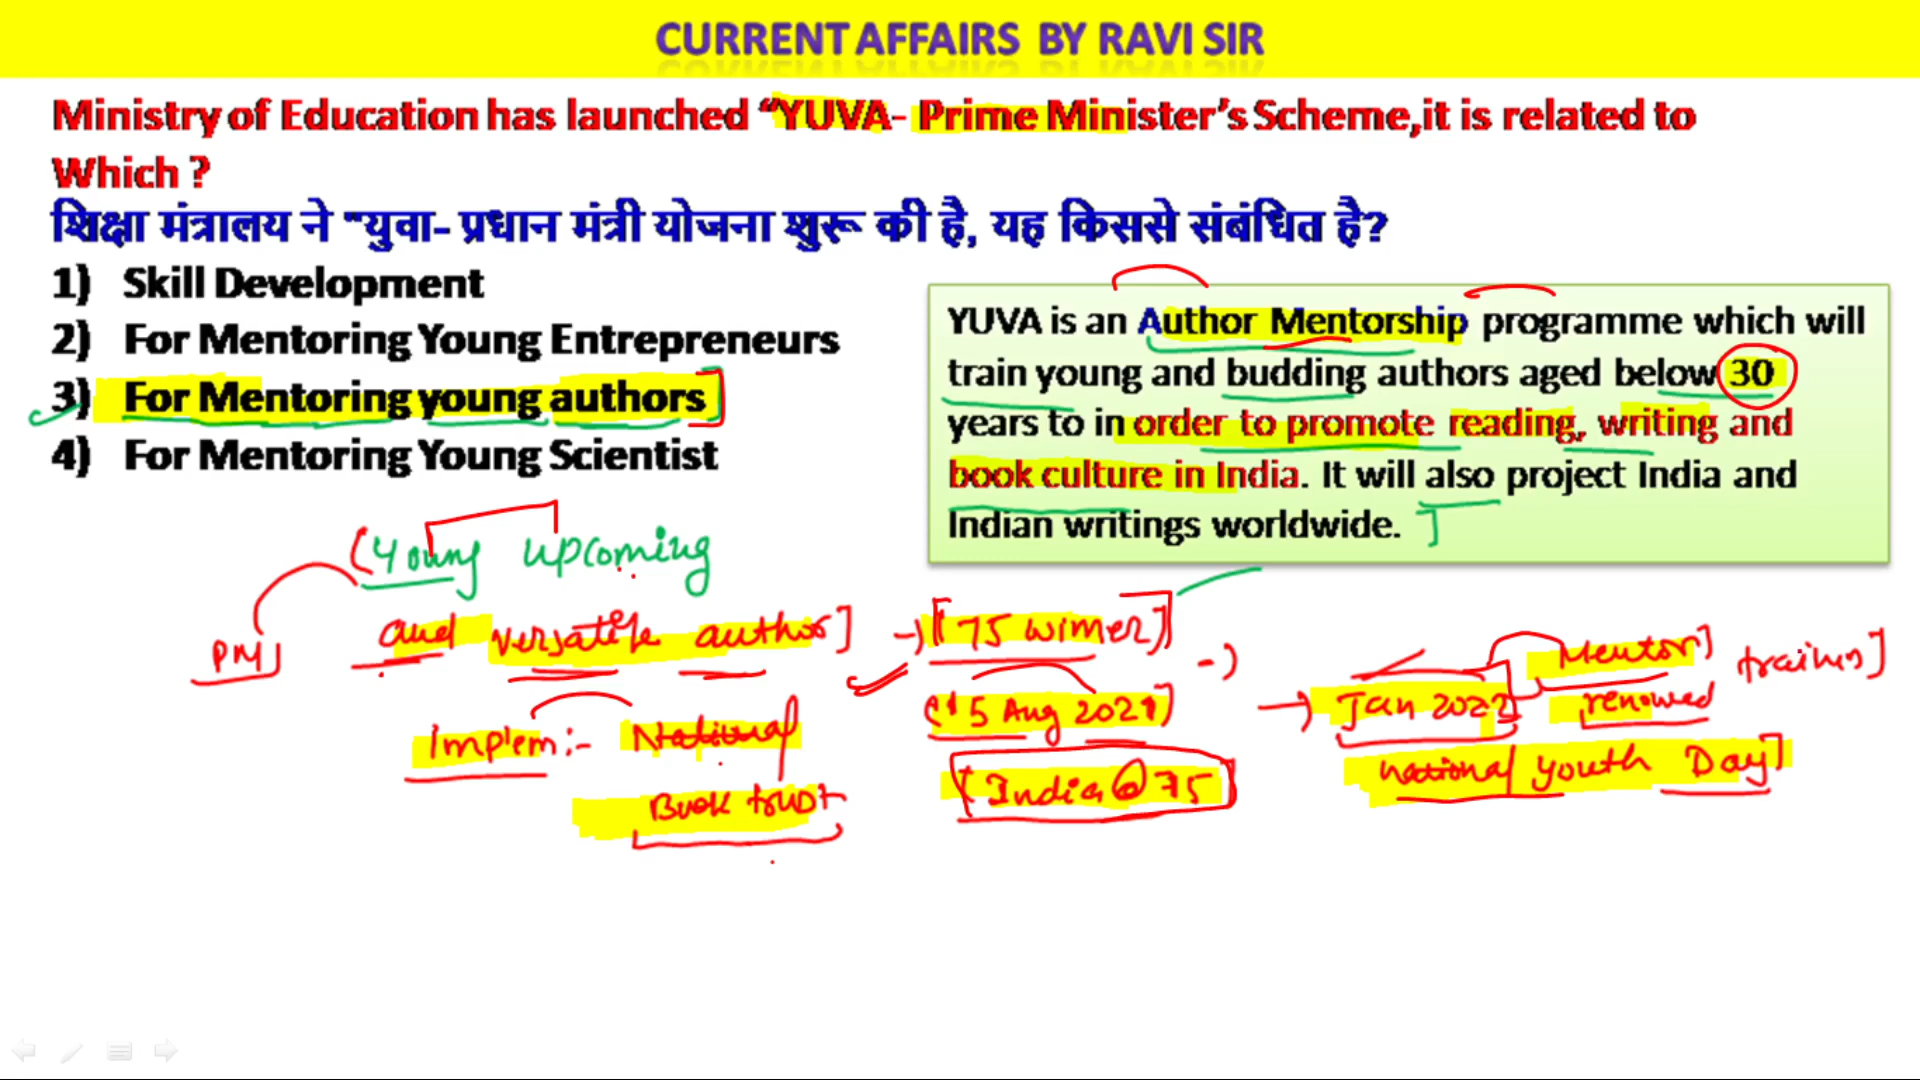 CURRENT AFFAIRS BY RAVI SIR
Ministry of Education has launched “YUVA- Prime Minister’s Scheme,it is related to
Which ?
शिक्षा मंत्रालय ने "युवा- प्रधान मंत्री योजना शुरू की है, यह किससे संबंधित है?
1) Skill Development
2) For Mentoring Young Entrepreneurs
3) For Mentoring young authors
4) For Mentoring Young Scientist
YUVA is an Author Mentorship programme which will
train young and budding authors aged below 30
years to in order to promote reading, writing and
book culture in India. It will also project India and
Indian writings worldwide.
(Young upcoming
PM]
and versatile author]
Implem:- National
Book trust
→ [75 winner]
(15 Aug 2021]
[India@75
→ Jan 2022]
Mentor]
renowed
training]
national youth Day]